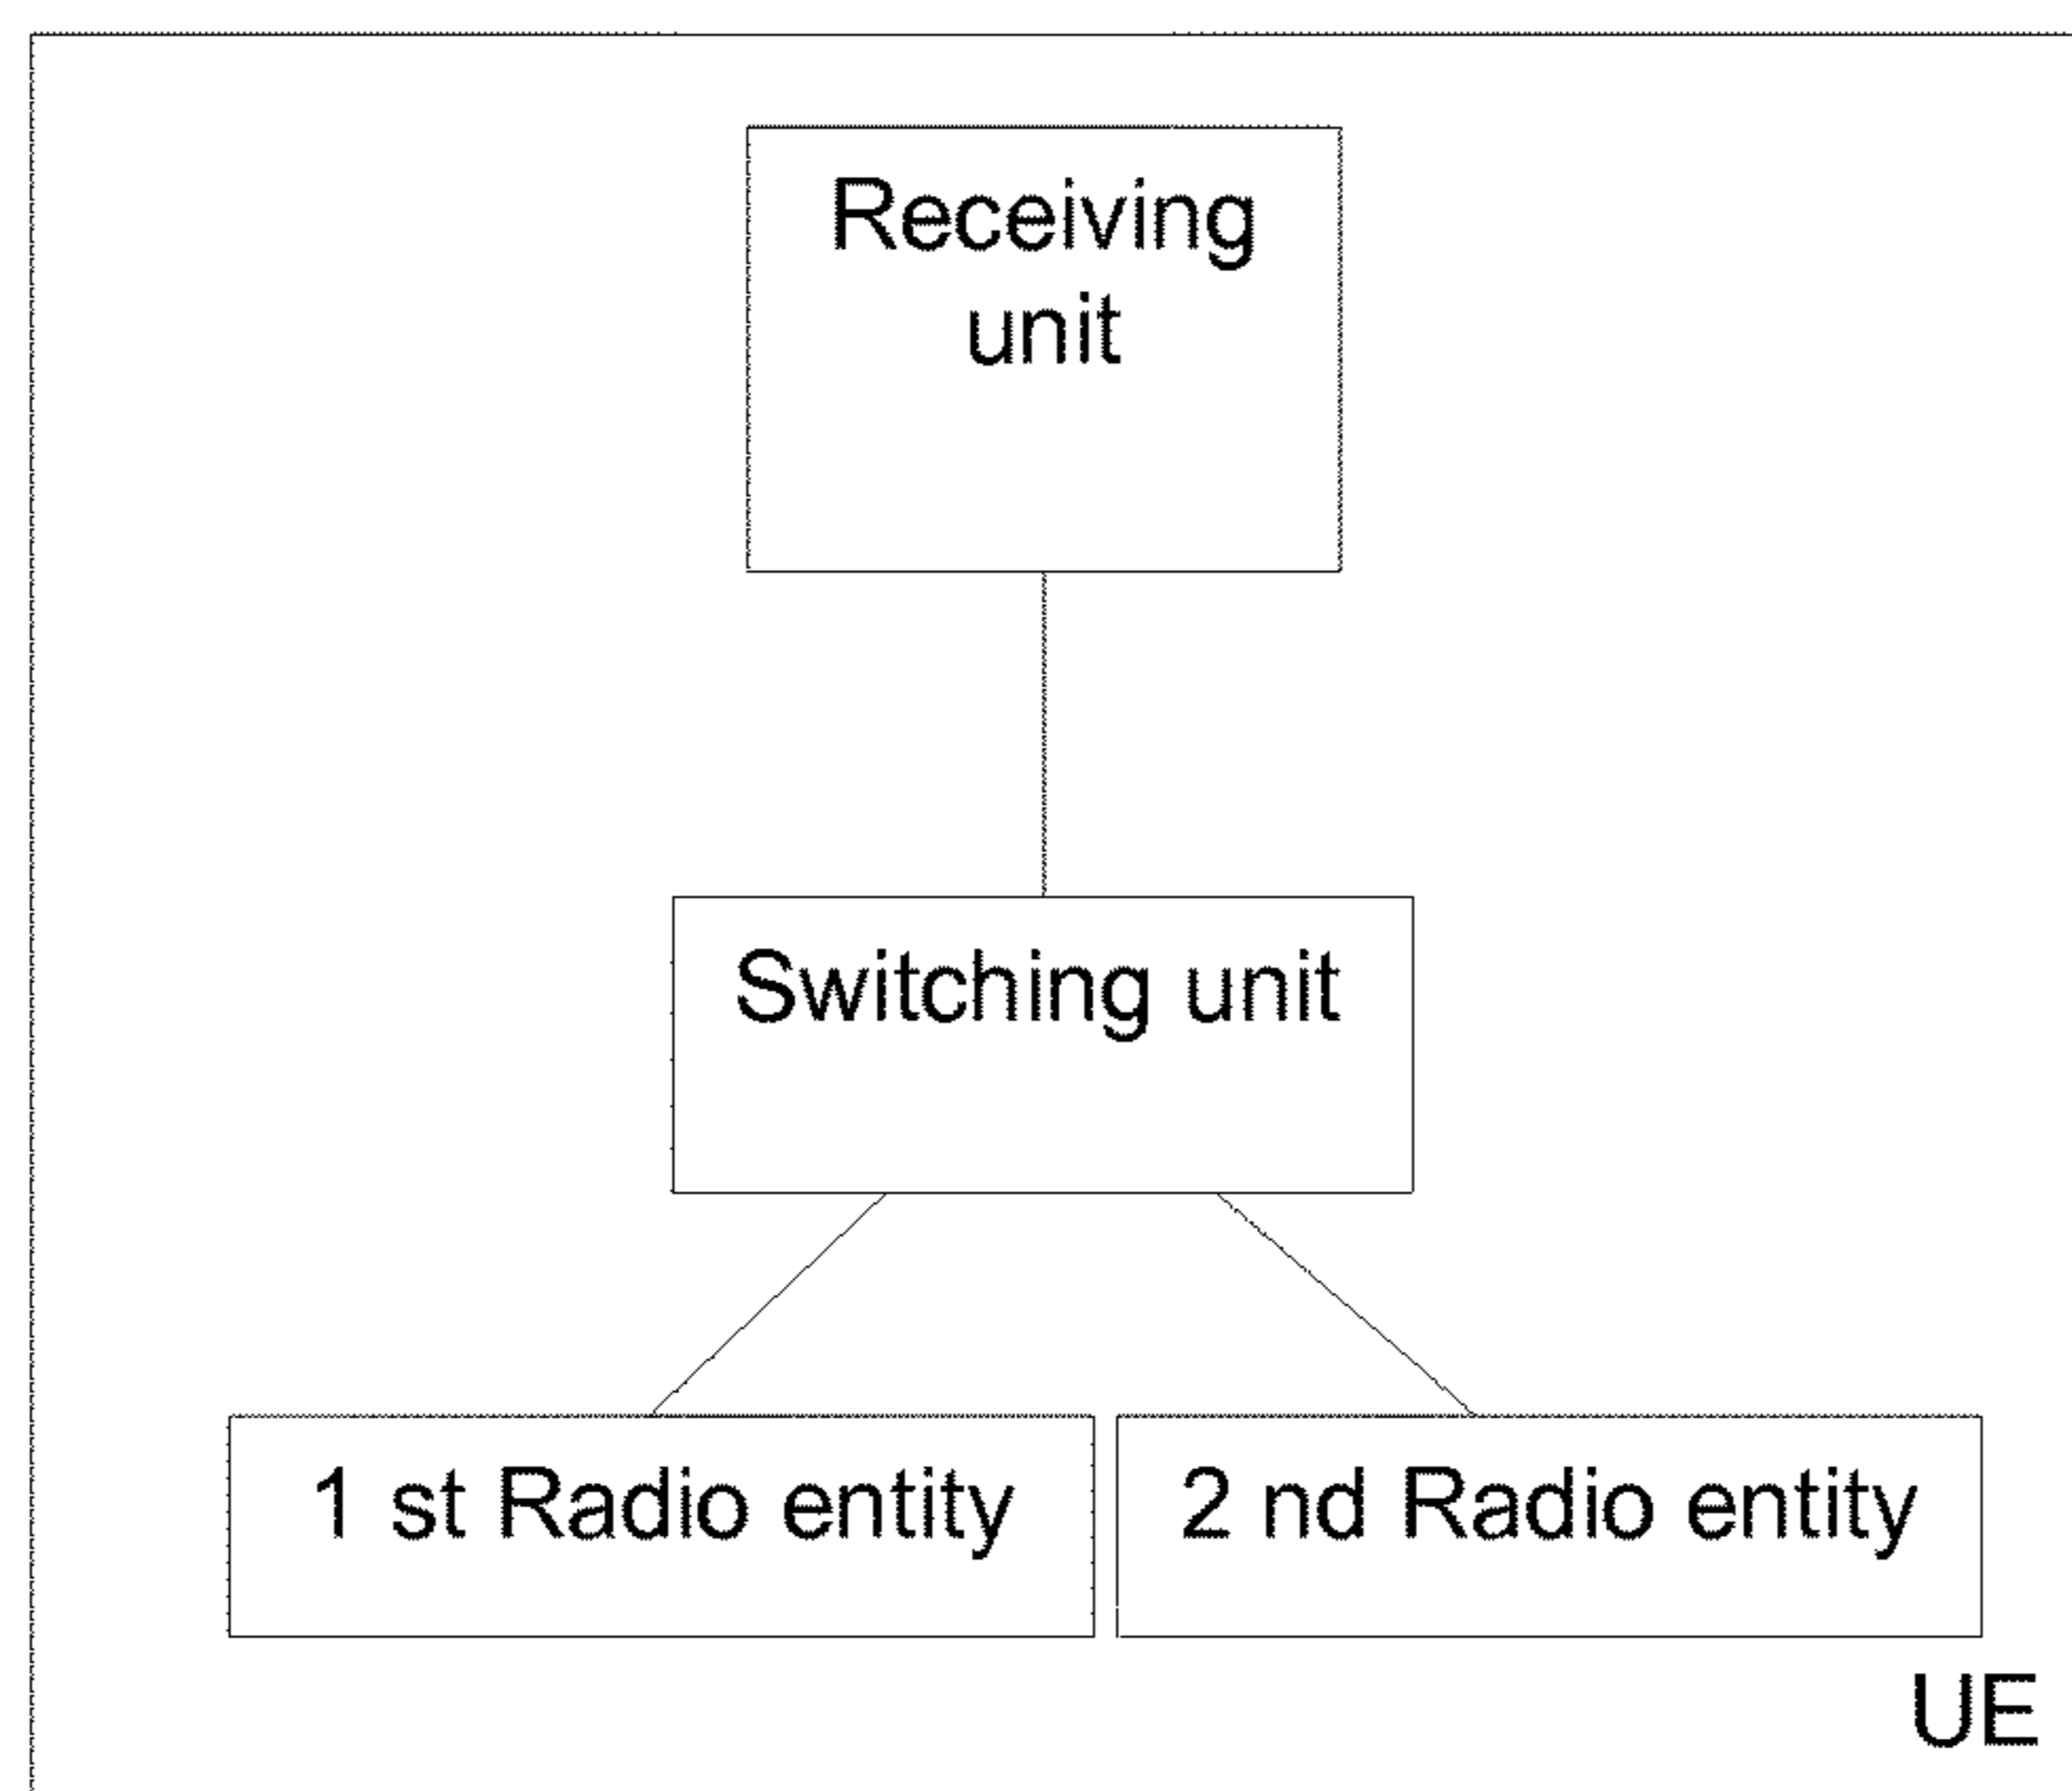 Receiving
unit
Switching unit
1 st Radio entity
2 nd Radio entity
UE